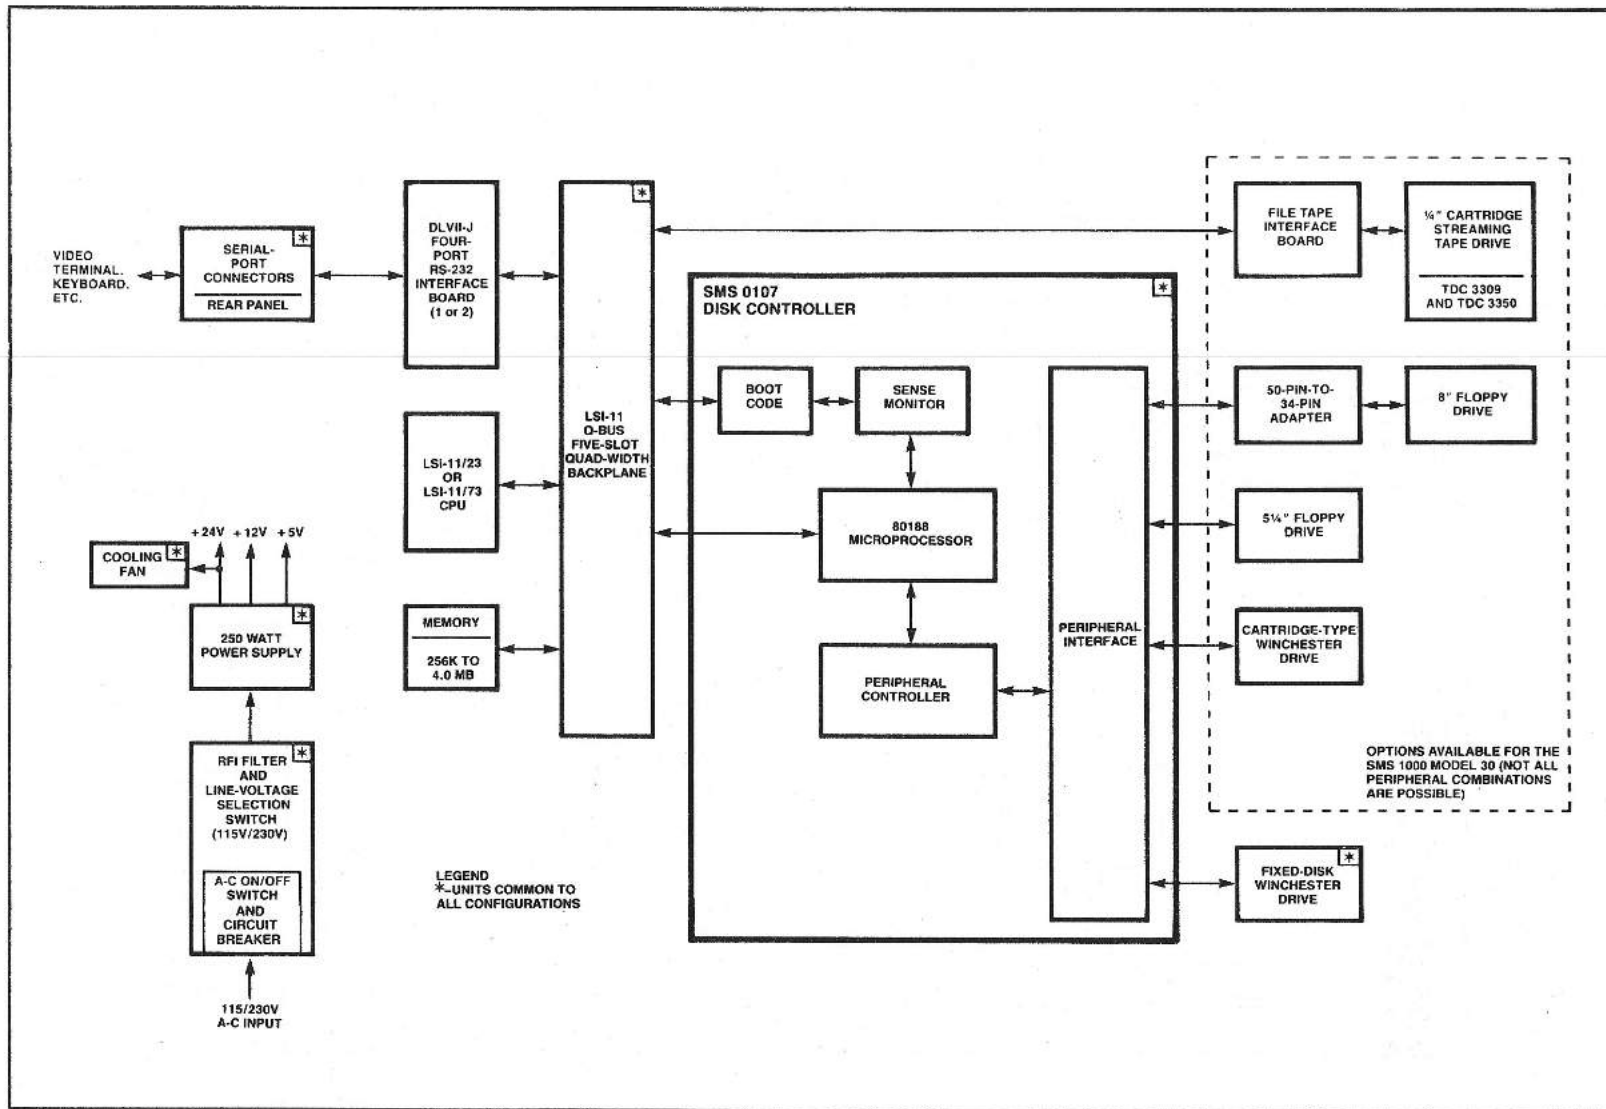 VIDEO
TERMINAL.
KEYBOARD.
ETC.
*
SERIAL-
PORT
CONNECTORS
REAR PANEL
DLVII-J
FOUR-
PORT
RS-232
INTERFACE
BOARD
(1 or 2)
LSI-11/23
OR
LSI-11/73
CPU
MEMORY
256K TO
4.0 MB
*
LSI-11
Q-BUS
FIVE-SLOT
QUAD-WIDTH
BACKPLANE
+24V +12V +5V
*
COOLING
FAN
*
250 WATT
POWER SUPPLY
*
RFI FILTER
AND
LINE-VOLTAGE
SELECTION
SWITCH
(115V/230V)
A-C ON/OFF
SWITCH
AND
CIRCUIT
BREAKER
115/230V
A-C INPUT
LEGEND
*–UNITS COMMON TO
ALL CONFIGURATIONS
SMS 0107
DISK CONTROLLER
*
BOOT
CODE
SENSE
MONITOR
80188
MICROPROCESSOR
PERIPHERAL
CONTROLLER
PERIPHERAL
INTERFACE
FILE TAPE
INTERFACE
BOARD
¼" CARTRIDGE
STREAMING
TAPE DRIVE
TDC 3309
AND TDC 3350
50-PIN-TO-
34-PIN
ADAPTER
8" FLOPPY
DRIVE
5¼" FLOPPY
DRIVE
CARTRIDGE-TYPE
WINCHESTER
DRIVE
OPTIONS AVAILABLE FOR THE
SMS 1000 MODEL 30 (NOT ALL
PERIPHERAL COMBINATIONS
ARE POSSIBLE)
*
FIXED-DISK
WINCHESTER
DRIVE